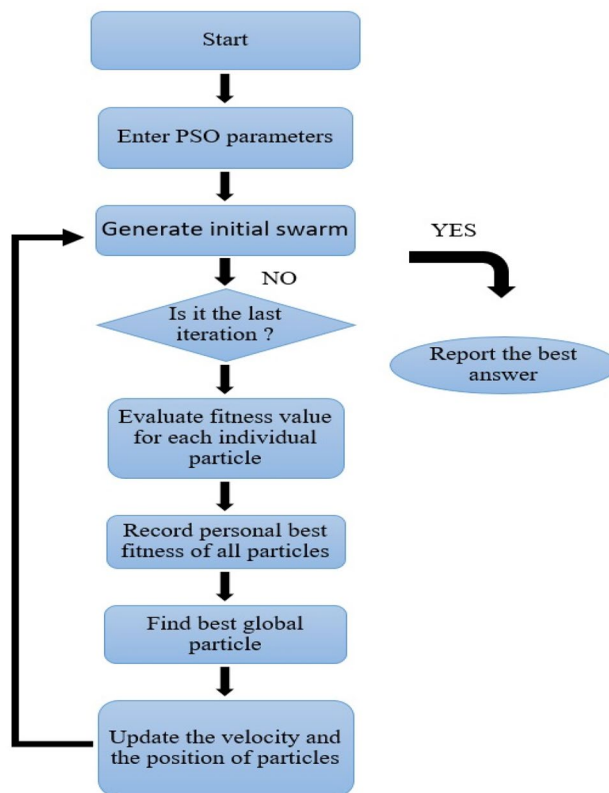 Start
Enter PSO parameters
Generate initial swarm
YES
NO
Is it the last
iteration ?
Report the best
answer
Evaluate fitness value
for each individual
particle
Record personal best
fitness of all particles
Find best global
particle
Update the velocity and
the position of particles